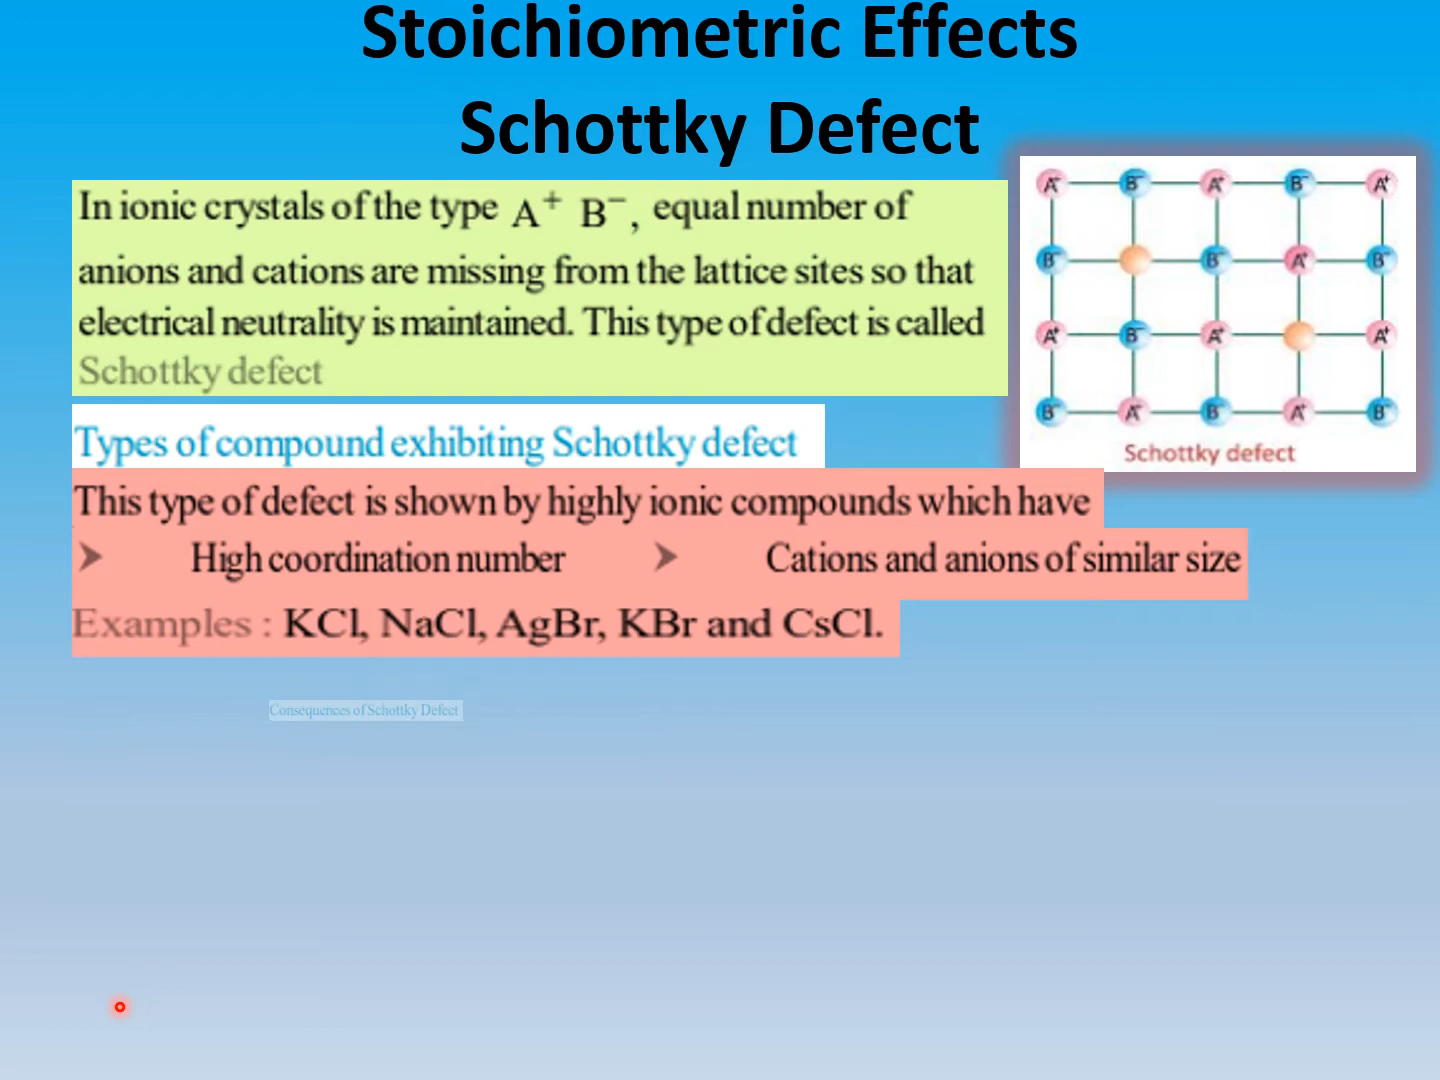 Stoichiometric Effects
Schottky Defect
In ionic crystals of the type A⁺ B⁻, equal number of
anions and cations are missing from the lattice sites so that
electrical neutrality is maintained. This type of defect is called
Schottky defect
A⁺ B⁻ A⁺ B⁻ A⁺
B⁻ B⁻ A⁺ B⁻
A⁺ B⁻ A⁺ A⁺
B⁻ A⁺ B⁻ A⁺ B⁻
Schottky defect
Types of compound exhibiting Schottky defect
This type of defect is shown by highly ionic compounds which have
➤ High coordination number ➤ Cations and anions of similar size
Examples : KCl, NaCl, AgBr, KBr and CsCl.
Consequences of Schottky Defect